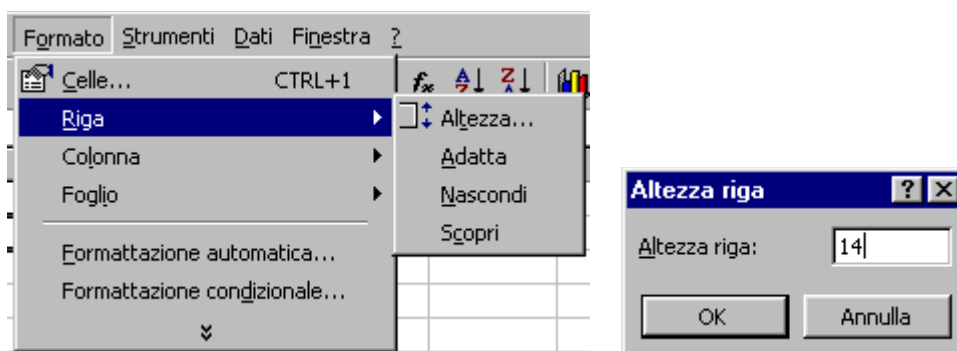 Formato Strumenti Dati Finestra ?
Celle... CTRL+1
Riga
Colonna
Foglio
Formattazione automatica...
Formattazione condizionale...
fx A Z Z A
Altezza...
Adatta
Nascondi
Scopri
Altezza riga ? ×
Altezza riga: 14
OK Annulla